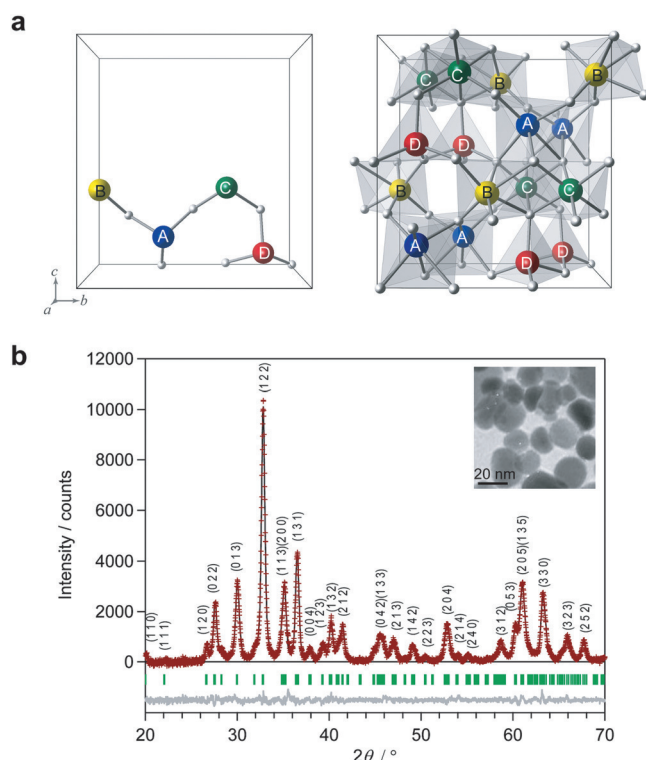 a
B
C
A
D
c
a
b
C
C
B
B
A
A
D
D
B
B
C
C
A
A
D
D
b
Intensity / counts
12000
10000
8000
6000
4000
2000
0
(1 1 0)
(1 1 1)
(1 2 0)
(0 2 2)
(0 1 3)
(1 2 2)
(1 1 3)(2 0 0)
(1 3 1)
(0 0 4)
(1 2 3)
(1 3 2)
(2 1 2)
(0 4 2)(1 3 3)
(2 1 3)
(1 4 2)
(2 2 3)
(2 0 4)
(2 1 4)
(2 4 0)
(3 1 2)
(0 5 3)
(2 0 5)(1 3 5)
(3 3 0)
(3 2 3)
(2 5 2)
20 nm
20 30 40 50 60 70
2θ / °